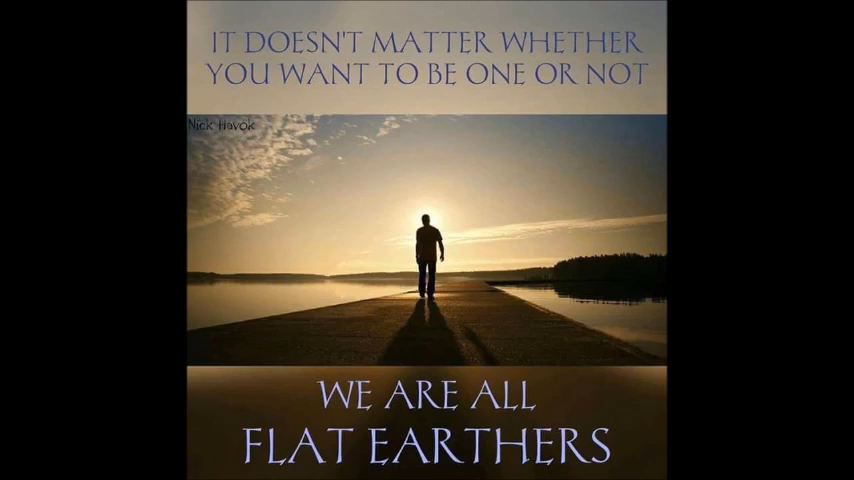 IT DOESN'T MATTER WHETHER
YOU WANT TO BE ONE OR NOT
Nick Havok
WE ARE ALL
FLAT EARTHERS